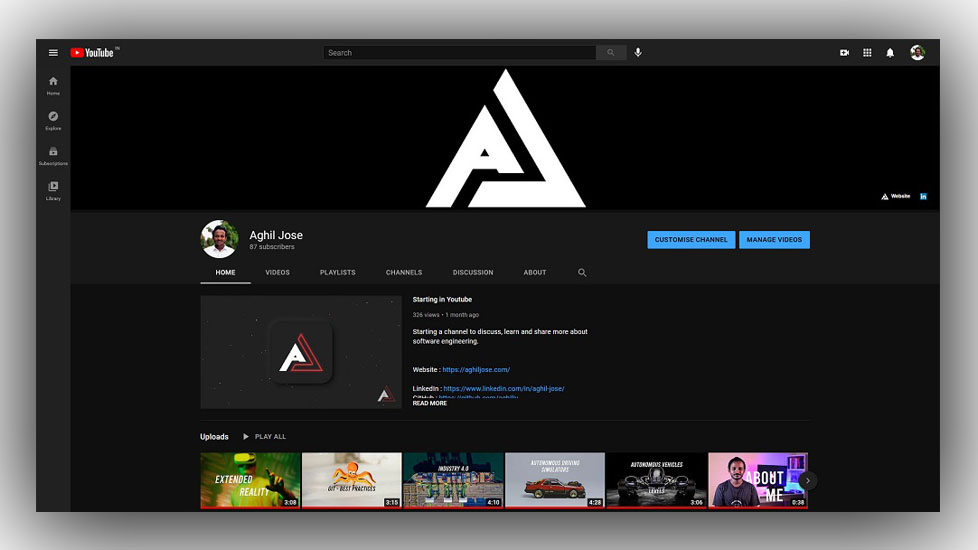 YouTube IN
Search
Home
Explore
Subscriptions
Library
Website
in
Aghil Jose
87 subscribers
CUSTOMISE CHANNEL
MANAGE VIDEOS
HOME
VIDEOS
PLAYLISTS
CHANNELS
DISCUSSION
ABOUT
Starting in Youtube
326 views • 1 month ago
Starting a channel to discuss, learn and share more about
software engineering.
Website : https://aghiljose.com/
LinkedIn : https://www.linkedin.com/in/aghil-jose/
READ MORE
Uploads
PLAY ALL
EXTENDED
REALITY
3:08
GIT - BEST PRACTICES
3:15
INDUSTRY 4.0
4:10
AUTONOMOUS DRIVING
SIMULATORS
4:28
AUTONOMOUS VEHICLES
LEVELS
3:06
ABOUT
ME
0:38